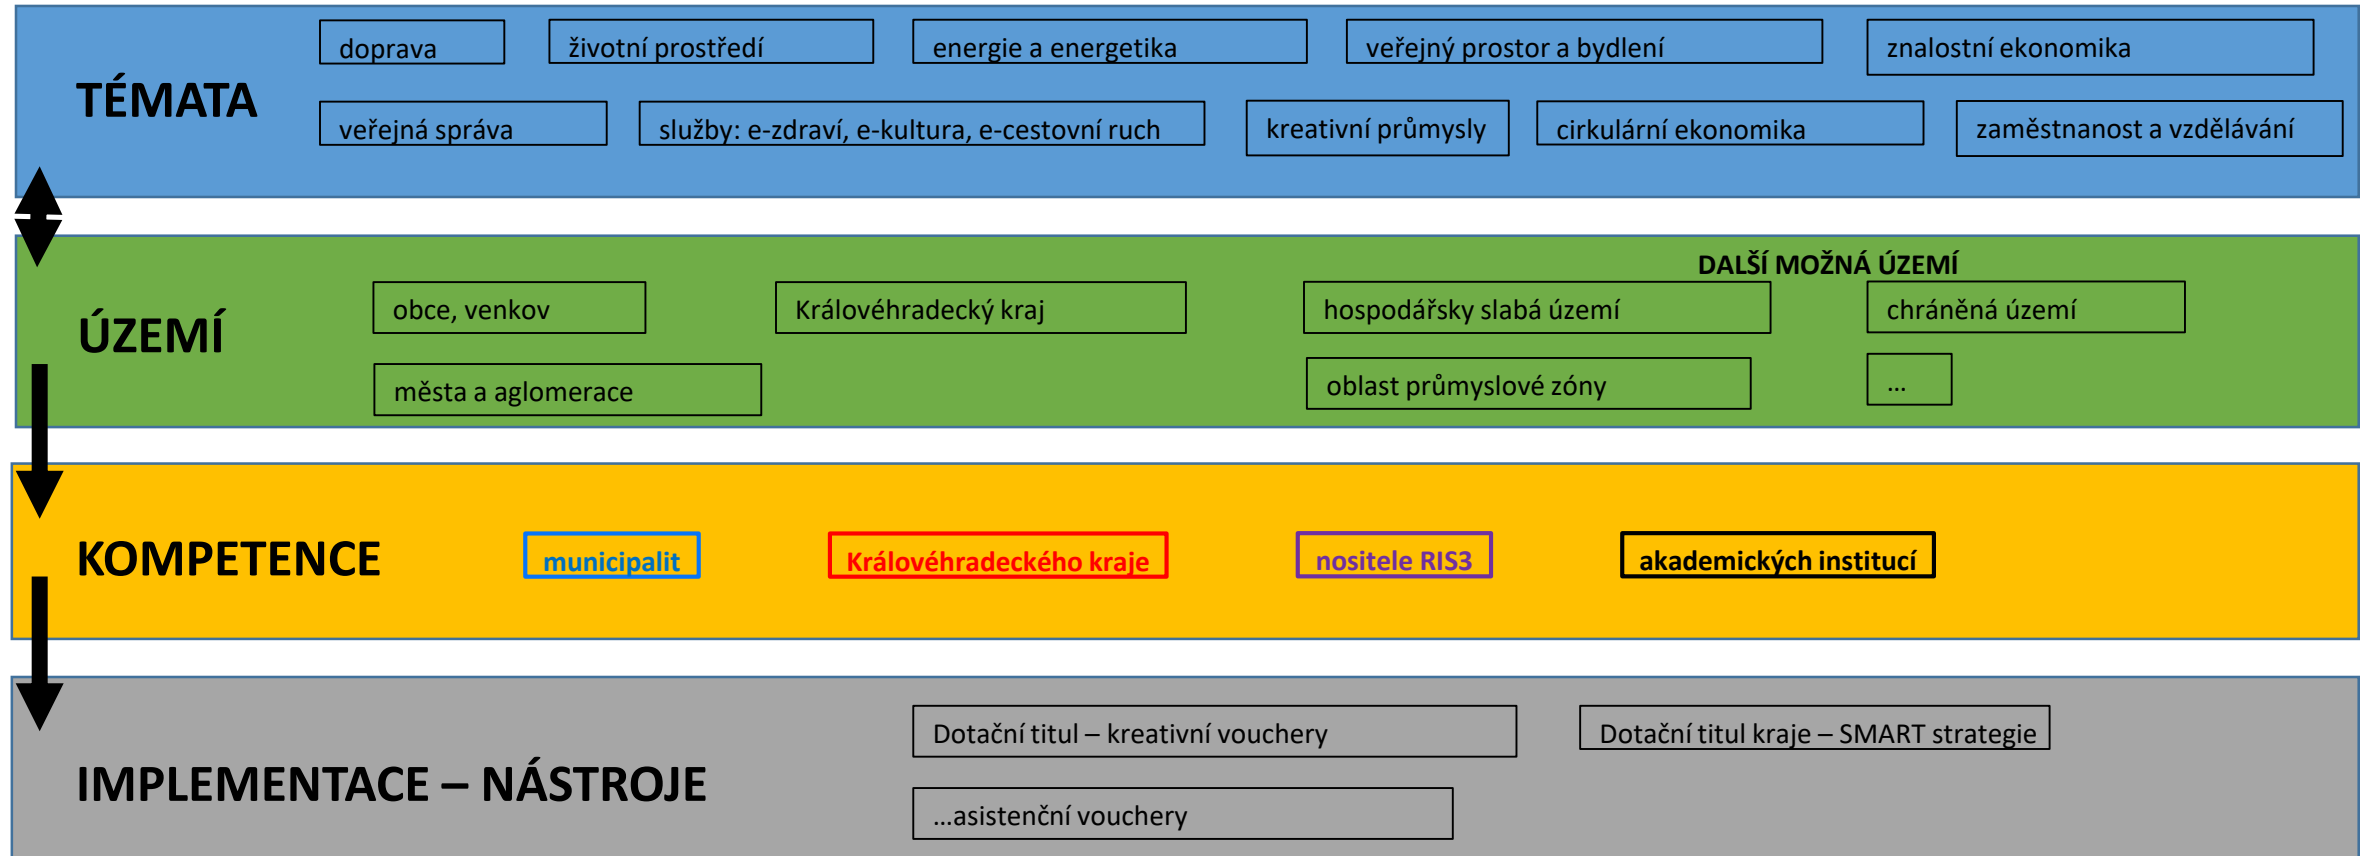 TÉMATA
doprava
životní prostředí
energie a energetika
veřejný prostor a bydlení
znalostní ekonomika
veřejná správa
služby: e-zdraví, e-kultura, e-cestovní ruch
kreativní průmysly
cirkulární ekonomika
zaměstnanost a vzdělávání
ÚZEMÍ
obce, venkov
Královéhradecký kraj
města a aglomerace
DALŠÍ MOŽNÁ ÚZEMÍ
hospodářsky slabá území
chráněná území
oblast průmyslové zóny
...
KOMPETENCE
municipalit
Královéhradeckého kraje
nositele RIS3
akademických institucí
IMPLEMENTACE – NÁSTROJE
Dotační titul – kreativní vouchery
Dotační titul kraje – SMART strategie
...asistenční vouchery